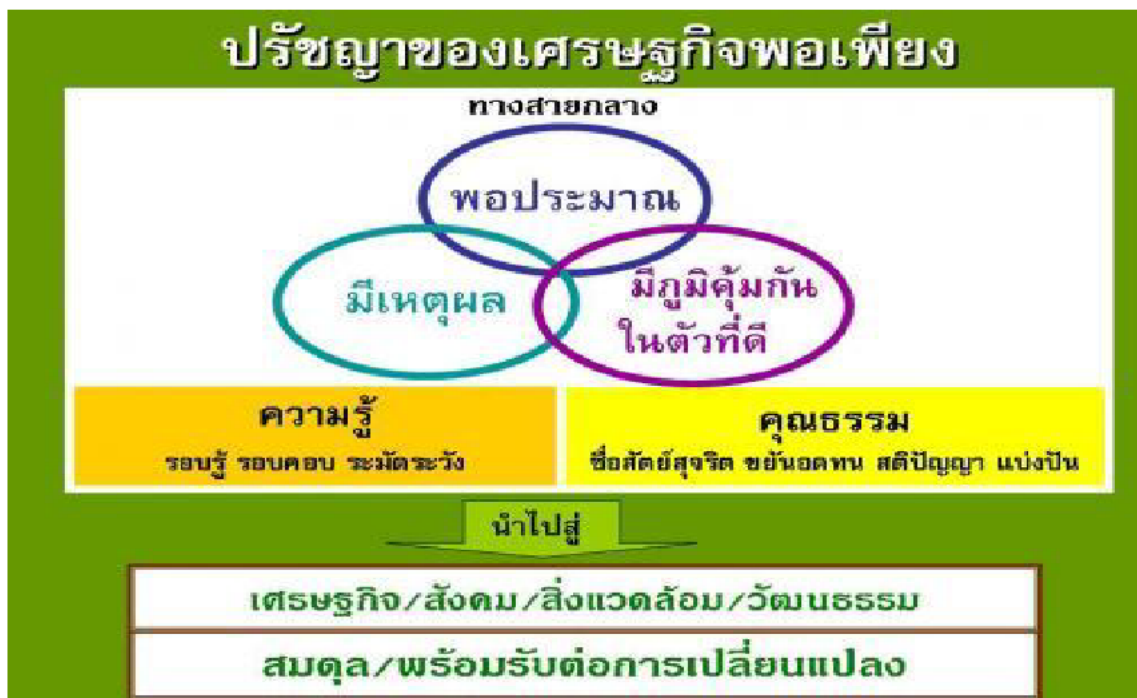 ปรัชญาของเศรษฐกิจพอเพียง
ทางสายกลาง
พอประมาณ
มีเหตุผล
มีภูมิคุ้มกัน
ในตัวที่ดี
ความรู้
รอบรู้ รอบคอบ ระมัดระวัง
คุณธรรม
ซื่อสัตย์สุจริต ขยันอดทน สติปัญญา แบ่งปัน
นำไปสู่
เศรษฐกิจ/สังคม/สิ่งแวดล้อม/วัฒนธรรม
สมดุล/พร้อมรับต่อการเปลี่ยนแปลง